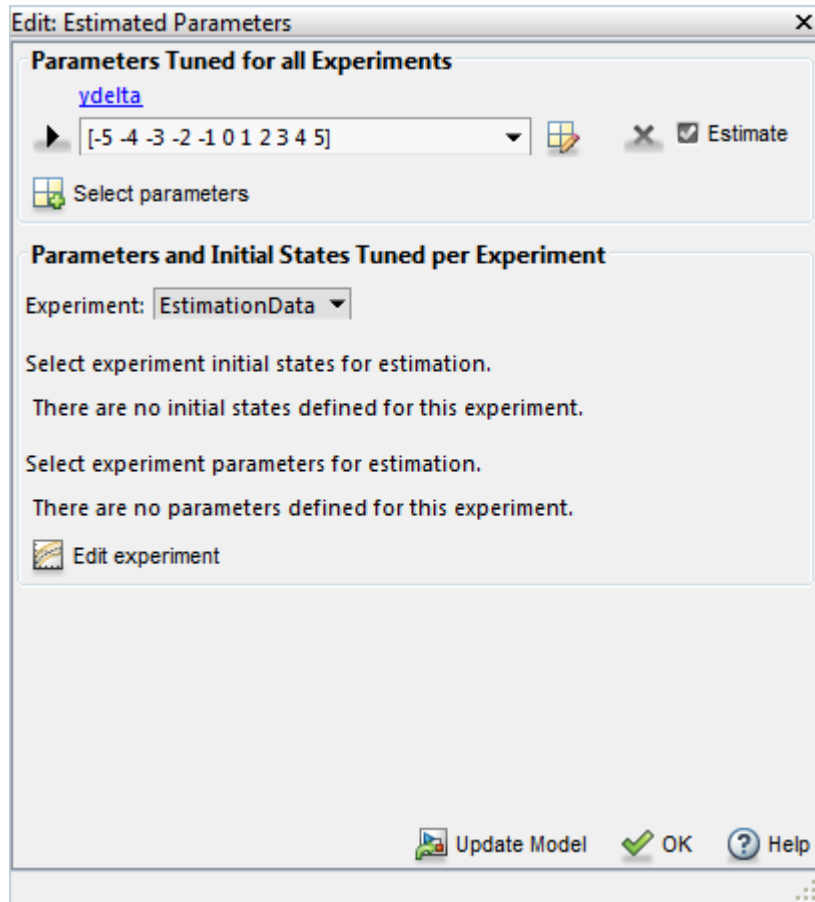 Edit: Estimated Parameters
Parameters Tuned for all Experiments
ydelta
[-5 -4 -3 -2 -1 0 1 2 3 4 5]
Estimate
Select parameters
Parameters and Initial States Tuned per Experiment
Experiment: EstimationData
Select experiment initial states for estimation.
There are no initial states defined for this experiment.
Select experiment parameters for estimation.
There are no parameters defined for this experiment.
Edit experiment
Update Model OK Help